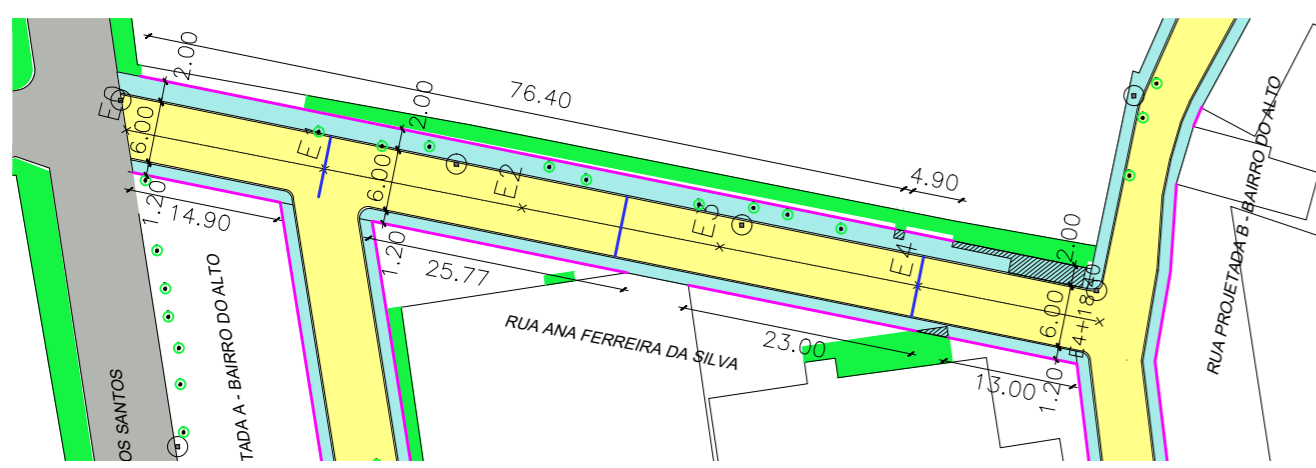 2.00
76.40
E0
6.00
1.20
14.90
E1
2.00
6.00
1.20
25.77
E2
E3
4.90
E4
2.00
6.00
1.20
23.00
13.00
RUA ANA FERREIRA DA SILVA
OS SANTOS
TADA A - BAIRRO DO ALTO
RUA PROJETADA B - BAIRRO DO ALTO